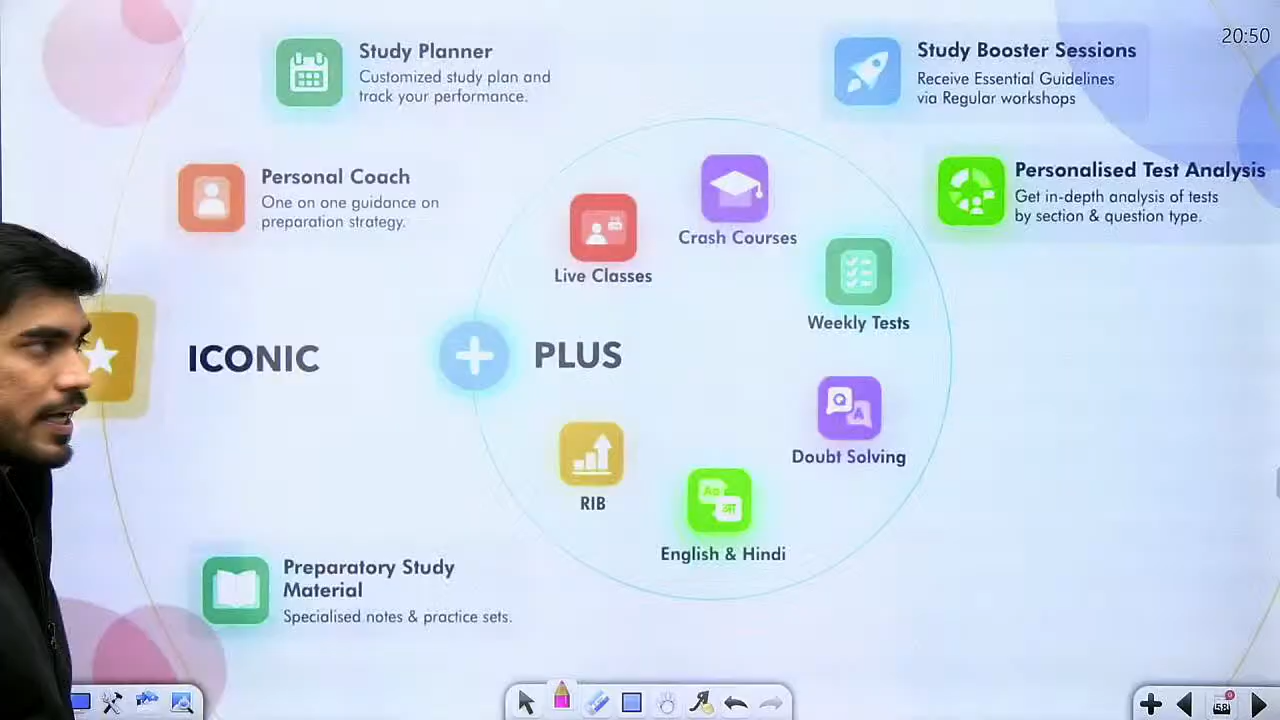 20:50
Study Planner
Customized study plan and
track your performance.
Study Booster Sessions
Receive Essential Guidelines
via Regular workshops
Personal Coach
One on one guidance on
preparation strategy.
Personalised Test Analysis
Get in-depth analysis of tests
by section & question type.
Crash Courses
Live Classes
Weekly Tests
ICONIC
PLUS
Q
A
Doubt Solving
RIB
Aa
अ
English & Hindi
Preparatory Study
Material
Specialised notes & practice sets.
58